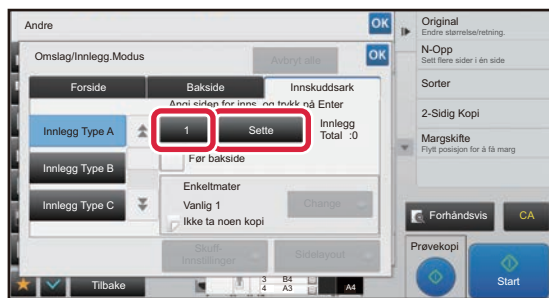 Andre
OK
Omslag/Innlegg.Modus
Avbryt alle
OK
Forside
Bakside
Innskuddsark
Angi siden for inns. og trykk på Enter
Innlegg Type A
1
Sette
Innlegg
Total :0
Innlegg Type B
Før bakside
Enkeltmater
Innlegg Type C
Vanlig 1
Change
Ikke ta noen kopi
Skuff-
Innstillinger
Sidelayout
Tilbake
3 B4
4 A3
A4
Original
Endre størrelse/retning.
N-Opp
Sett flere sider i én side
Sorter
2-Sidig Kopi
Margskifte
Flytt posisjon for å få marg
Forhåndsvis
CA
Prøvekopi
Start